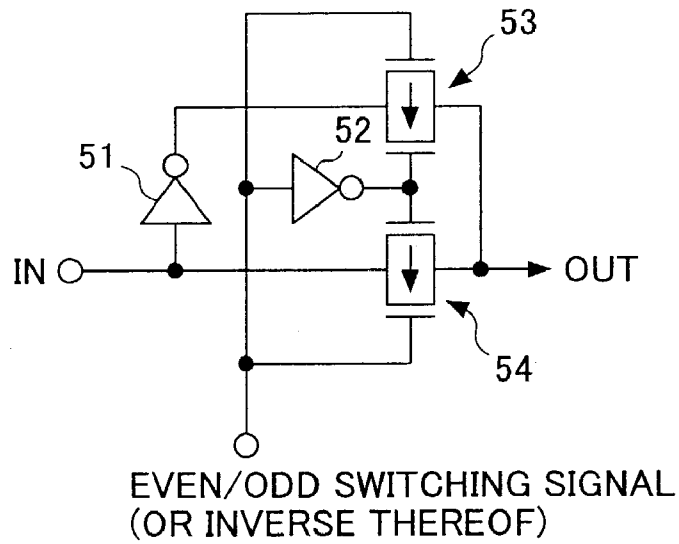 53
51
52
IN
OUT
54
EVEN/ODD SWITCHING SIGNAL
(OR INVERSE THEREOF)